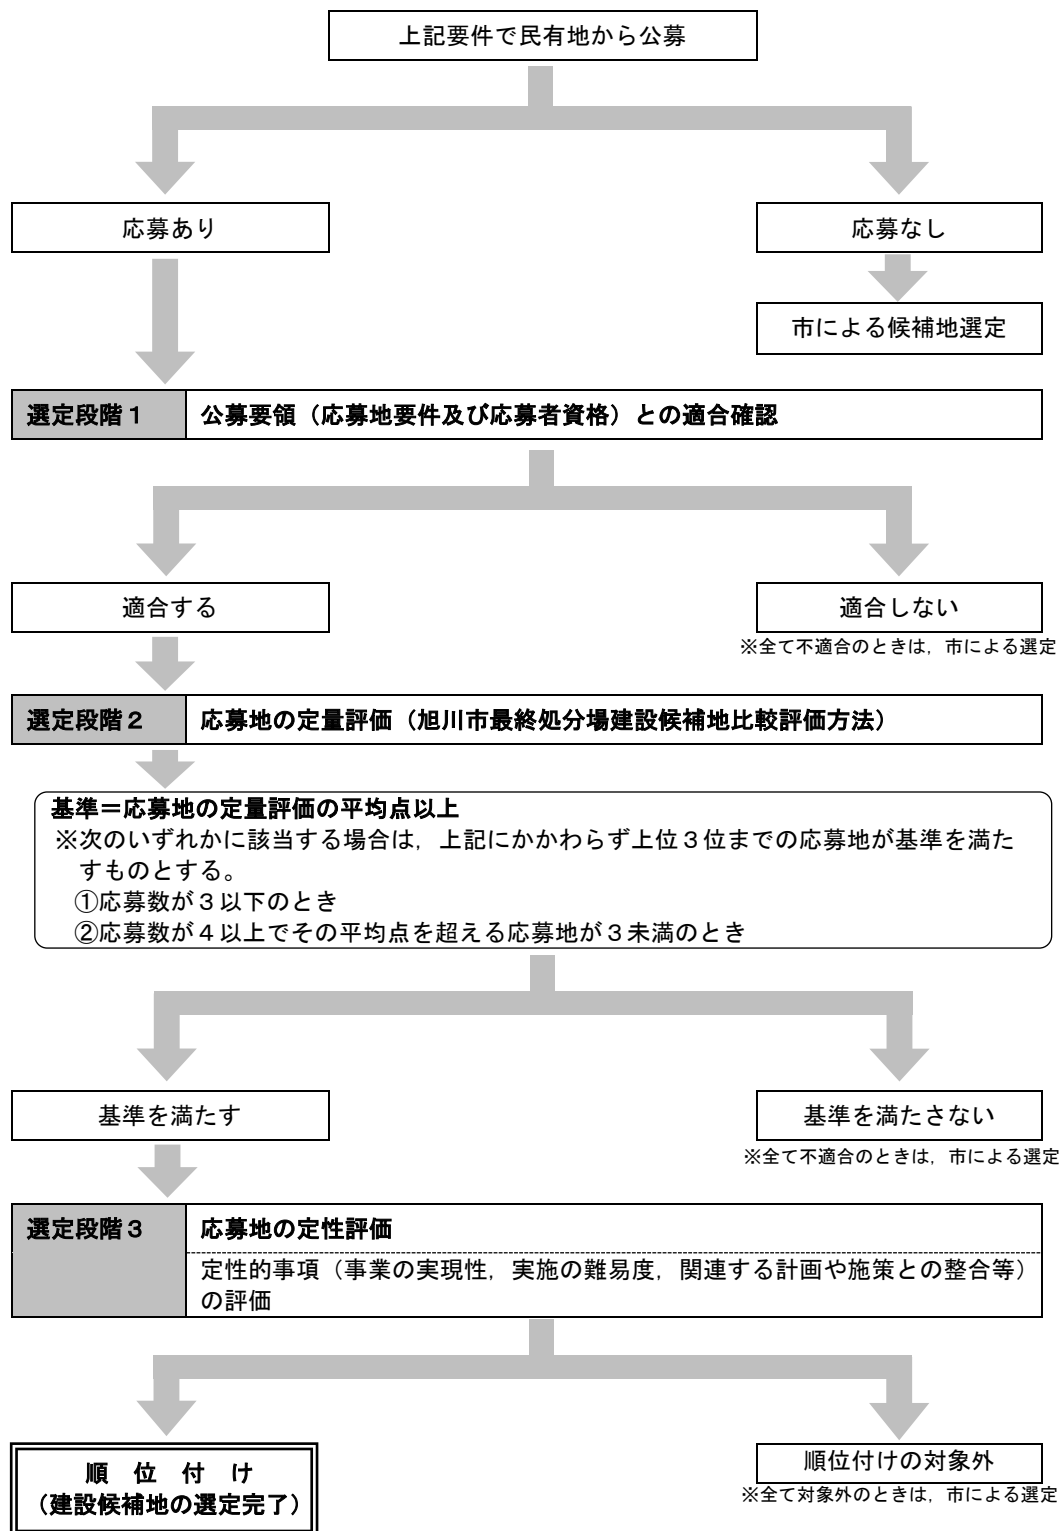 上記要件で民有地から公募
応募あり
応募なし
市による候補地選定
選定段階１ 公募要領（応募地要件及び応募者資格）との適合確認
適合する
適合しない
※全て不適合のときは，市による選定
選定段階２ 応募地の定量評価（旭川市最終処分場建設候補地比較評価方法）
基準＝応募地の定量評価の平均点以上
※次のいずれかに該当する場合は，上記にかかわらず上位３位までの応募地が基準を満た
すものとする。
①応募数が３以下のとき
②応募数が４以上でその平均点を超える応募地が３未満のとき
基準を満たす
基準を満たさない
※全て不適合のときは，市による選定
選定段階３ 応募地の定性評価
定性的事項（事業の実現性，実施の難易度，関連する計画や施策との整合等）
の評価
順　位　付　け
（建設候補地の選定完了）
順位付けの対象外
※全て対象外のときは，市による選定